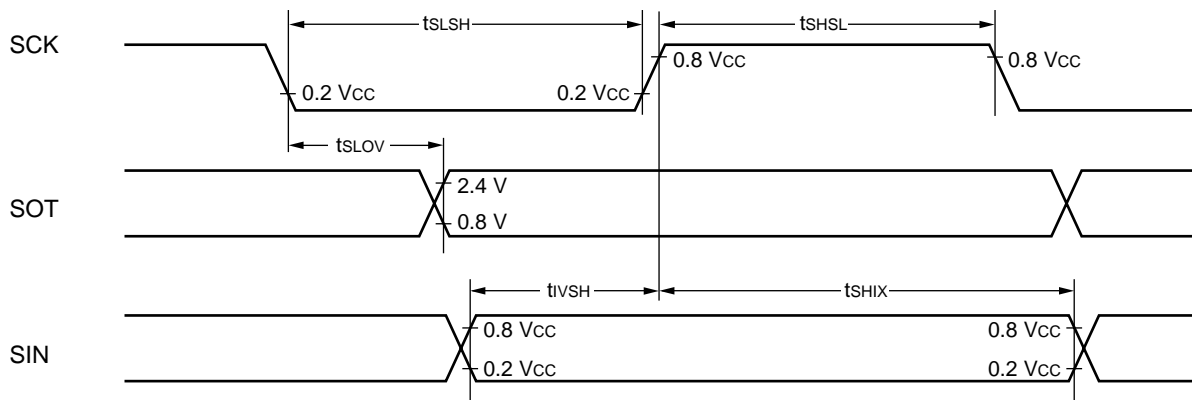 tSLSH
tSHSL
SCK
0.8 VCC
0.8 VCC
0.2 VCC
0.2 VCC
tSLOV
SOT
2.4 V
0.8 V
tIVSH
tSHIX
SIN
0.8 VCC
0.8 VCC
0.2 VCC
0.2 VCC